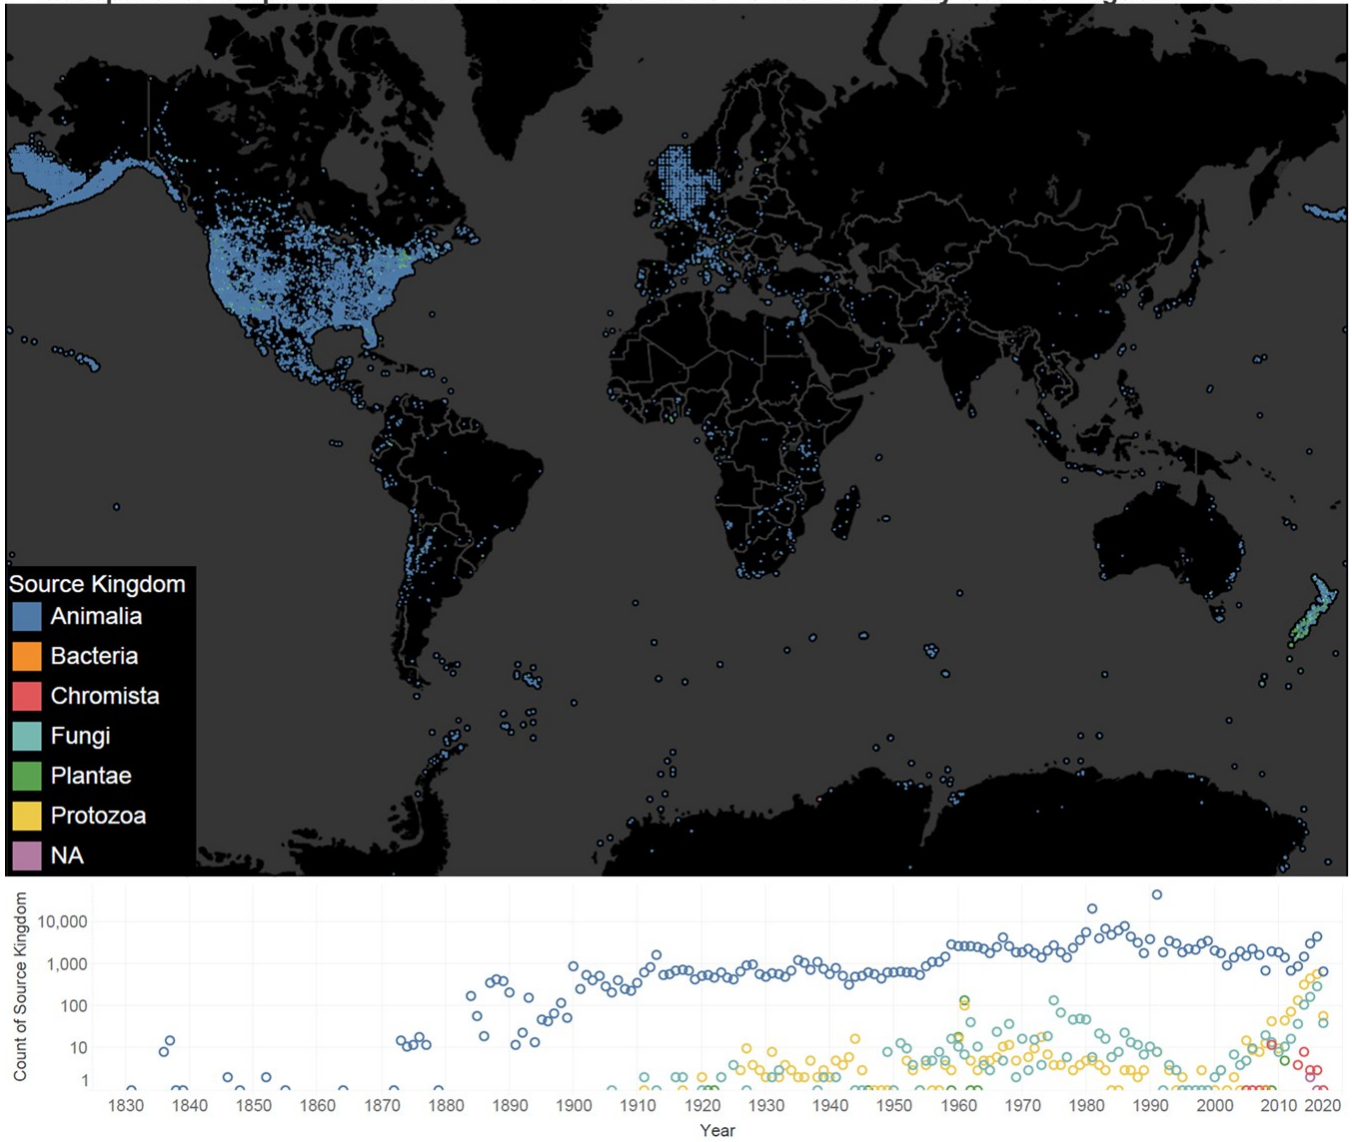 Source Kingdom
Animalia
Bacteria
Chromista
Fungi
Plantae
Protozoa
NA
Count of Source Kingdom
10,000
1,000
100
10
1
1830 1840 1850 1860 1870 1880 1890 1900 1910 1920 1930 1940 1950 1960 1970 1980 1990 2000 2010 2020
Year